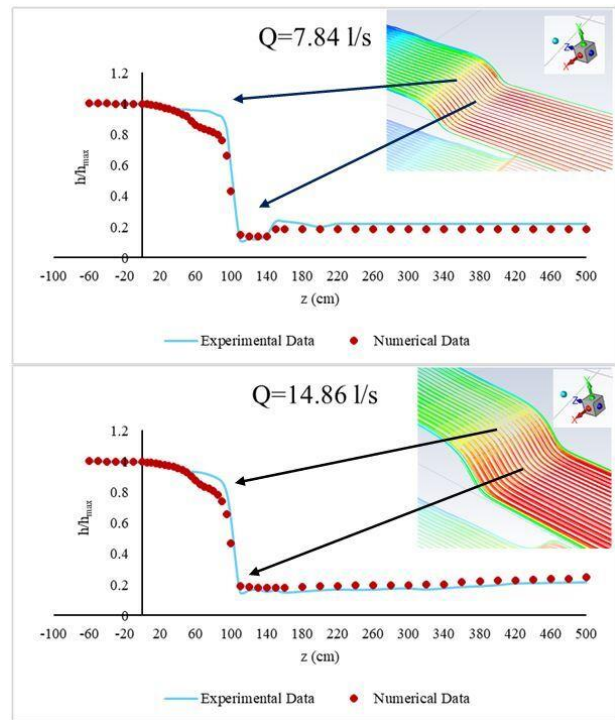 Q=7.84 l/s
1.2
1
0.8
0.6
0.4
0.2
0
h/hmax
-100 -60 -20 20 60 100 140 180 220 260 300 340 380 420 460 500
z (cm)
Experimental Data Numerical Data
Y
Z
X
Q=14.86 l/s
1.2
1
0.8
0.6
0.4
0.2
0
h/hmax
-100 -60 -20 20 60 100 140 180 220 260 300 340 380 420 460 500
z (cm)
Experimental Data Numerical Data
Y
Z
X